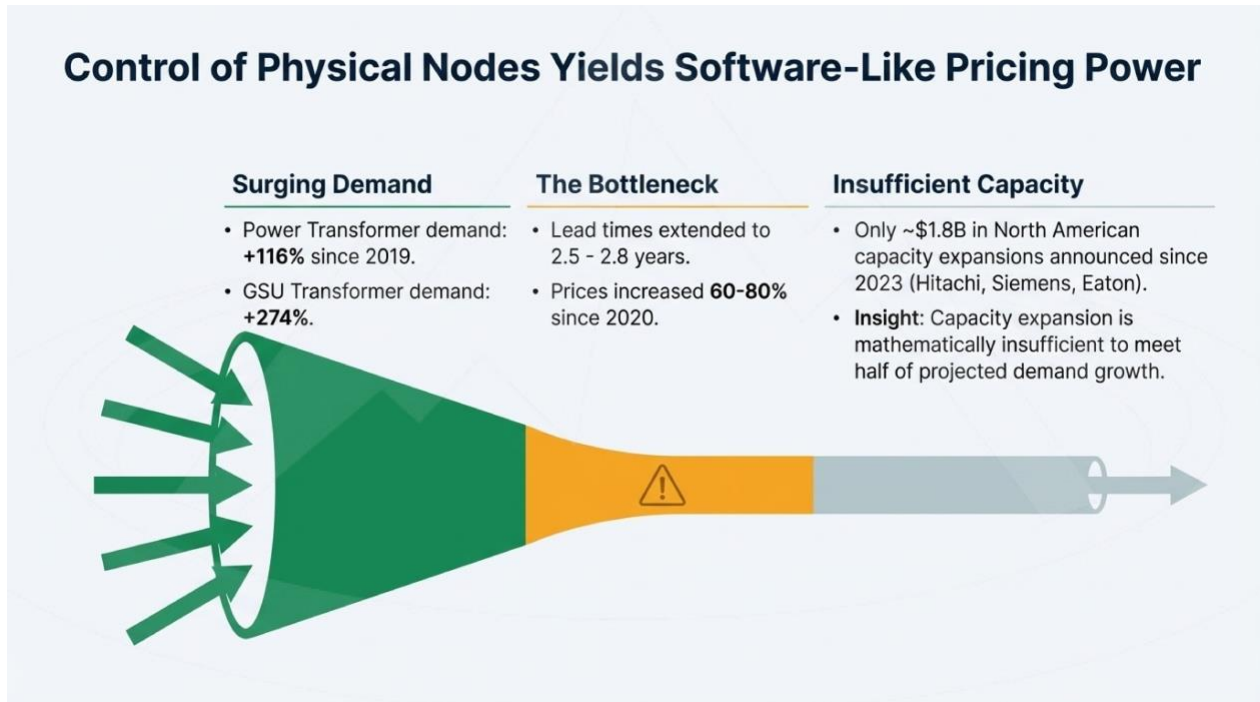 Control of Physical Nodes Yields Software-Like Pricing Power
Surging Demand
• Power Transformer demand:
+116% since 2019.
• GSU Transformer demand:
+274%.
The Bottleneck
• Lead times extended to
2.5 - 2.8 years.
• Prices increased 60-80%
since 2020.
Insufficient Capacity
• Only ~$1.8B in North American
capacity expansions announced since
2023 (Hitachi, Siemens, Eaton).
• Insight: Capacity expansion is
mathematically insufficient to meet
half of projected demand growth.